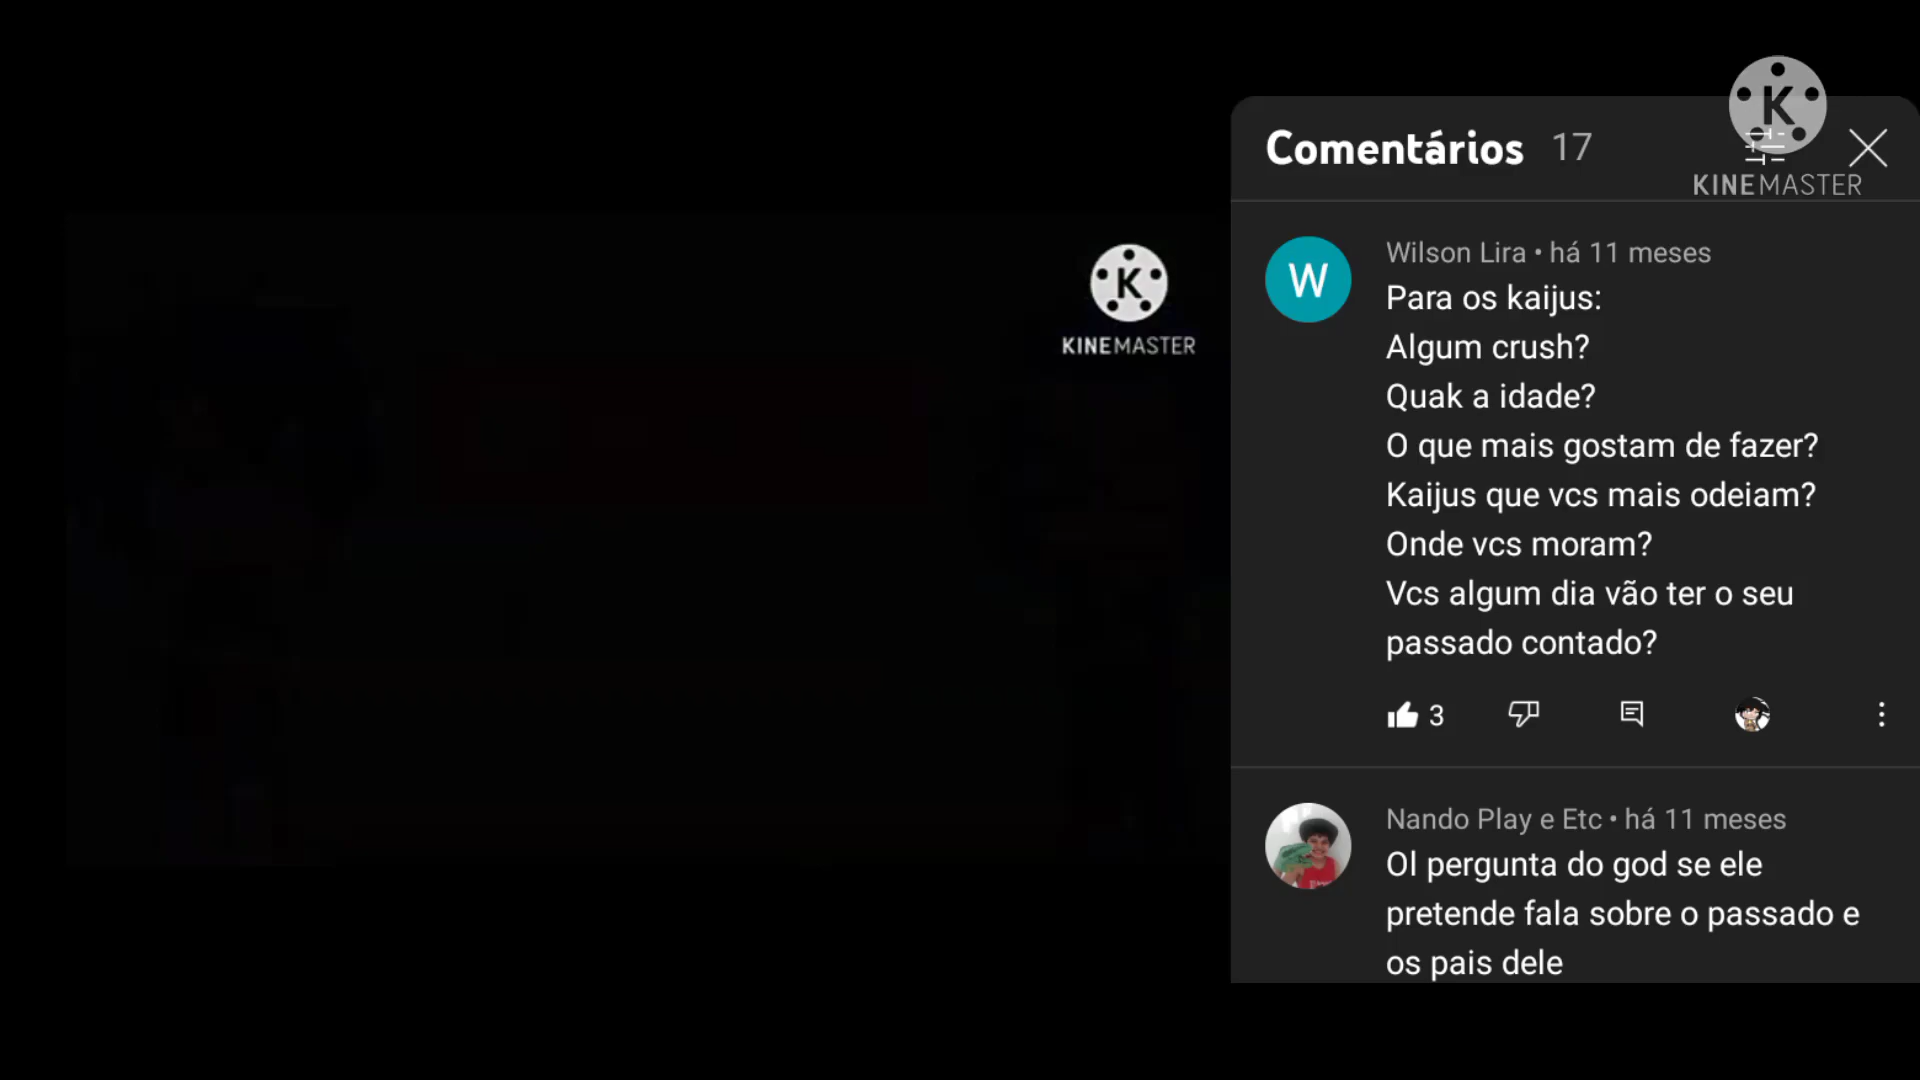 Comentários 17
K
KINEMASTER
K
KINEMASTER
W
Wilson Lira • há 11 meses
Para os kaijus:
Algum crush?
Quak a idade?
O que mais gostam de fazer?
Kaijus que vcs mais odeiam?
Onde vcs moram?
Vcs algum dia vão ter o seu
passado contado?
3
Nando Play e Etc • há 11 meses
Ol pergunta do god se ele
pretende fala sobre o passado e
os pais dele